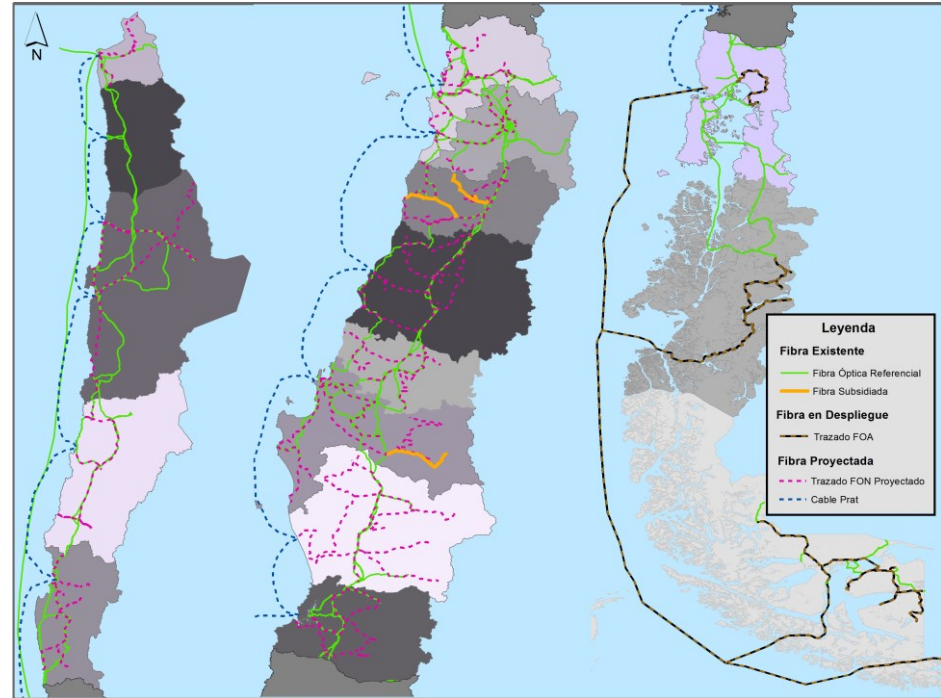 N
Leyenda
Fibra Existente
Fibra Óptica Referencial
Fibra Subsidiada
Fibra en Despliegue
Trazado FOA
Fibra Proyectada
Trazado FON Proyectado
Cable Prat